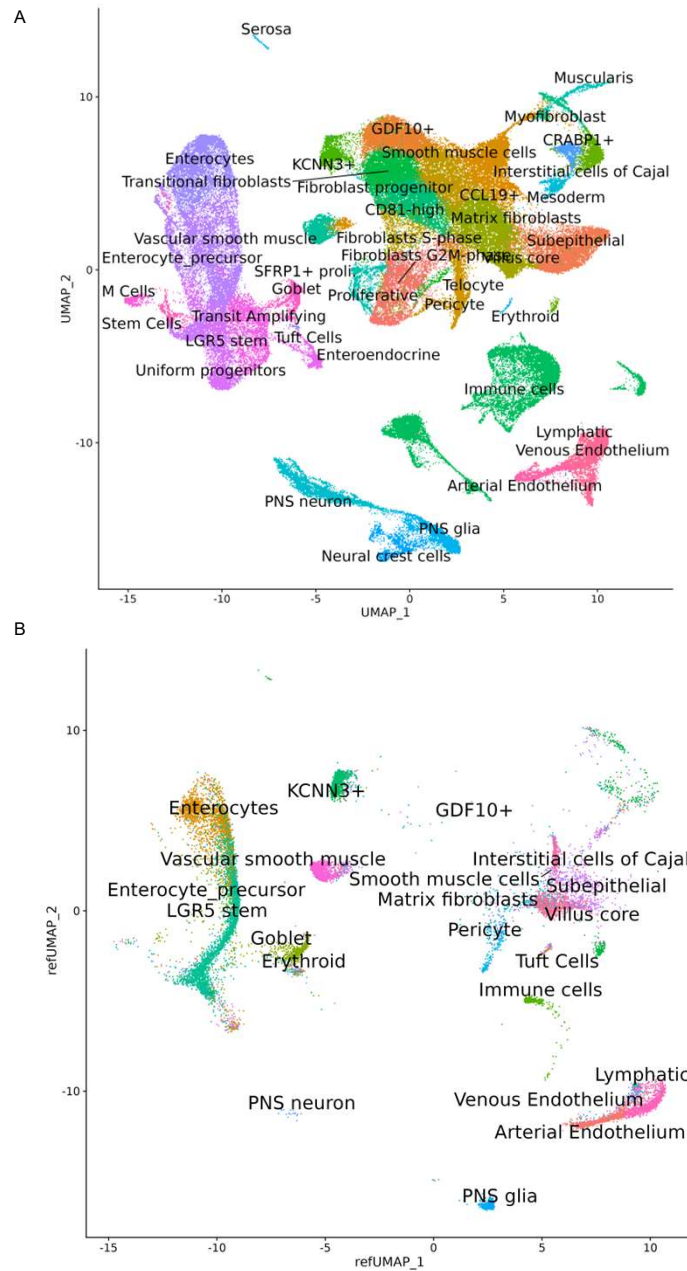 A
Serosa
10
Muscularis
Myofibroblast
GDF10+
CRABP1+
Smooth muscle cells
Enterocytes
KCNN3+
Interstitial cells of Cajal
Transitional fibroblasts
Fibroblast progenitor
CCL19+ Mesoderm
CD81-high
Matrix fibroblasts
Vascular smooth muscle
Fibroblasts S-phase
Subepithelial
Fibroblasts G2M-phase
Villus core
Enterocyte_precursor
0
SFRP1+ proli
Goblet
Telocyte
M Cells
Proliferative
Pericyte
Stem Cells
Transit Amplifying
Erythroid
LGR5 stem
Tuft Cells
Enteroendocrine
Uniform progenitors
Immune cells
UMAP_2
-10
Lymphatic
Venous Endothelium
Arterial Endothelium
PNS neuron
PNS glia
Neural crest cells
-15 -10 -5 0 5 10
UMAP_1
B
10
KCNN3+
Enterocytes
GDF10+
Vascular smooth muscle
Interstitial cells of Cajal
Smooth muscle cells
Enterocyte_precursor
Subepithelial
Matrix fibroblasts
LGR5 stem
Villus core
0
Pericyte
Goblet
Erythroid
Tuft Cells
Immune cells
refUMAP_2
Lymphatic
-10
Venous Endothelium
PNS neuron
Arterial Endothelium
PNS glia
-15 -10 -5 0 5 10
refUMAP_1